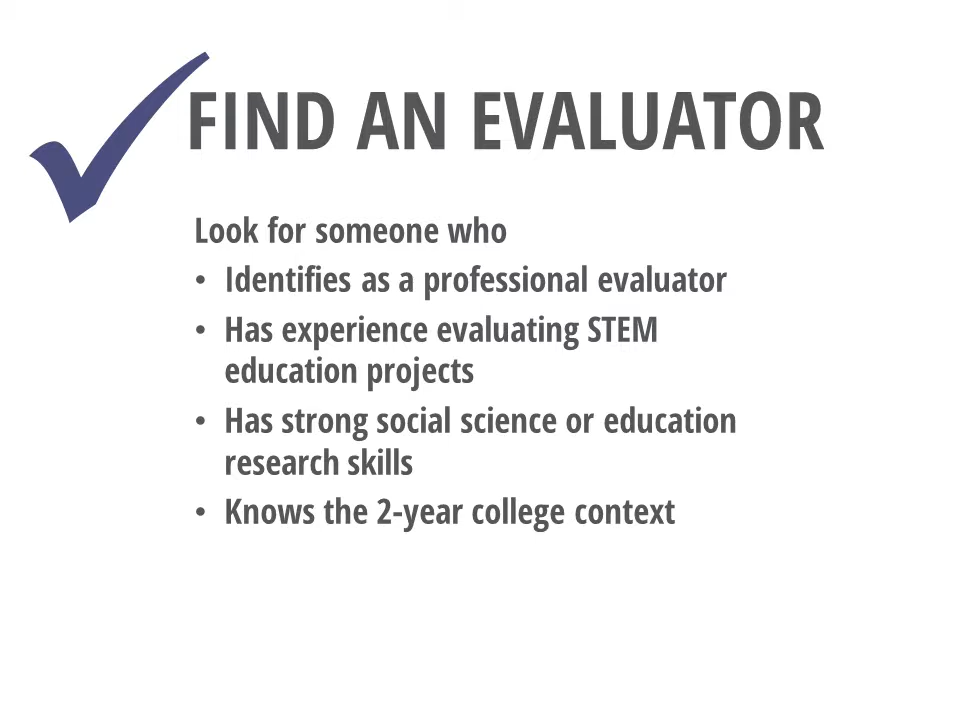 FIND AN EVALUATOR
Look for someone who
• Identifies as a professional evaluator
• Has experience evaluating STEM
education projects
• Has strong social science or education
research skills
• Knows the 2-year college context